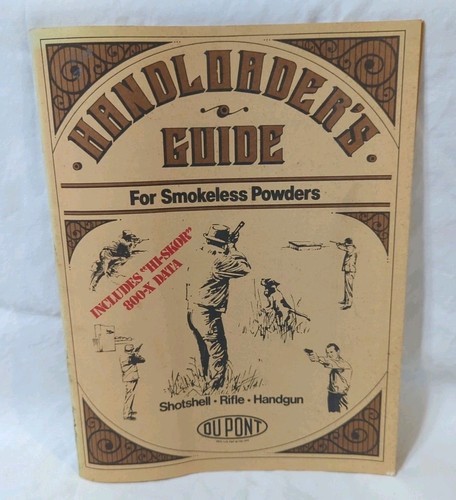 HANDLOADER'S
GUIDE
For Smokeless Powders
INCLUDES "HI-SKOR"
800-X DATA
Shotshell • Rifle • Handgun
DU PONT